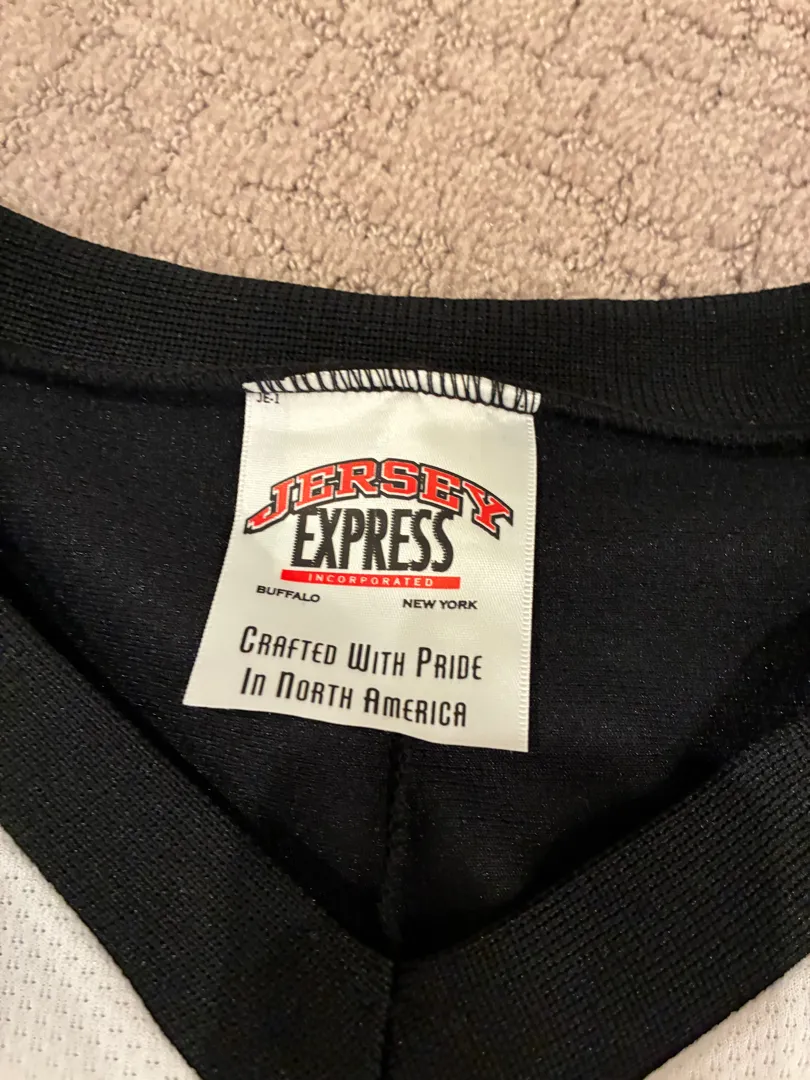 JE-1
JERSEY
EXPRESS
INCORPORATED
BUFFALO NEW YORK
CRAFTED WITH PRIDE
IN NORTH AMERICA